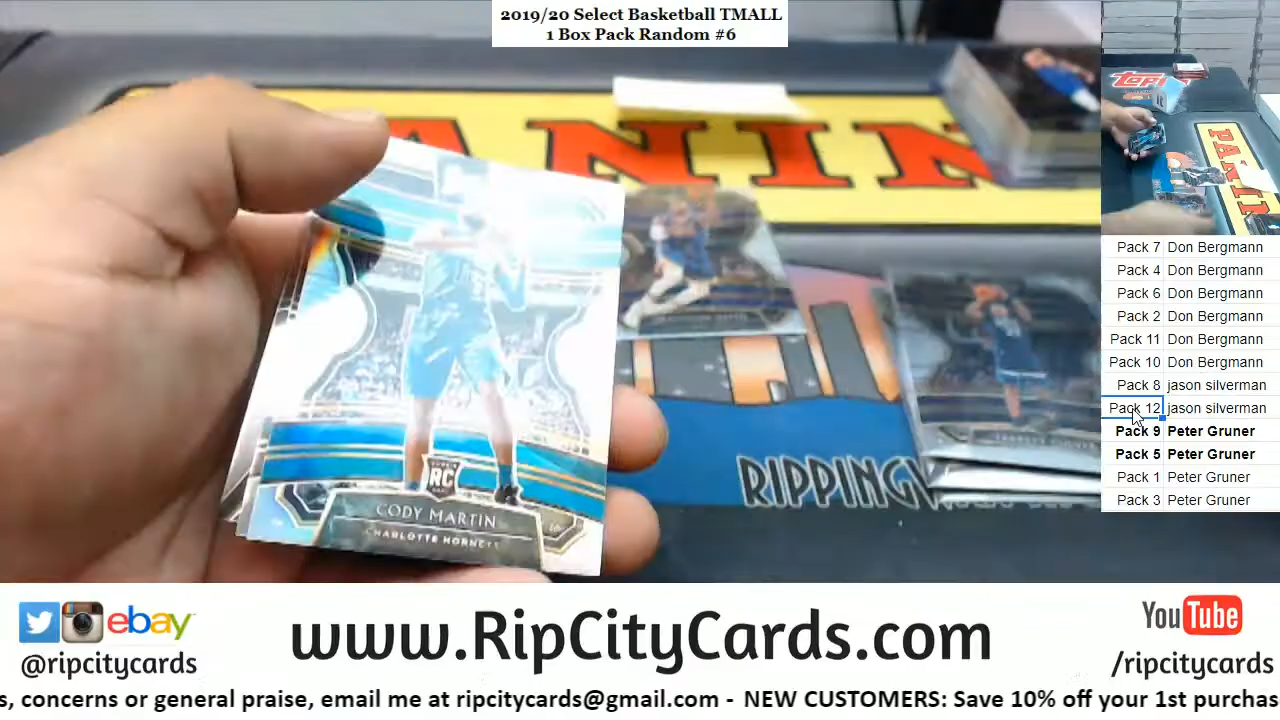 2019/20 Select Basketball TMALL
1 Box Pack Random #6
PANINI
RC
CODY MARTIN
CHARLOTTE HORNETS
RIPPING
Pack 7 Don Bergmann
Pack 4 Don Bergmann
Pack 6 Don Bergmann
Pack 2 Don Bergmann
Pack 11 Don Bergmann
Pack 10 Don Bergmann
Pack 8 jason silverman
Pack 12 jason silverman
Pack 9 Peter Gruner
Pack 5 Peter Gruner
Pack 1 Peter Gruner
Pack 3 Peter Gruner
ebay
@ripcitycards
www.RipCityCards.com
YouTube
/ripcitycards
s, concerns or general praise, email me at ripcitycards@gmail.com - NEW CUSTOMERS: Save 10% off your 1st purchas